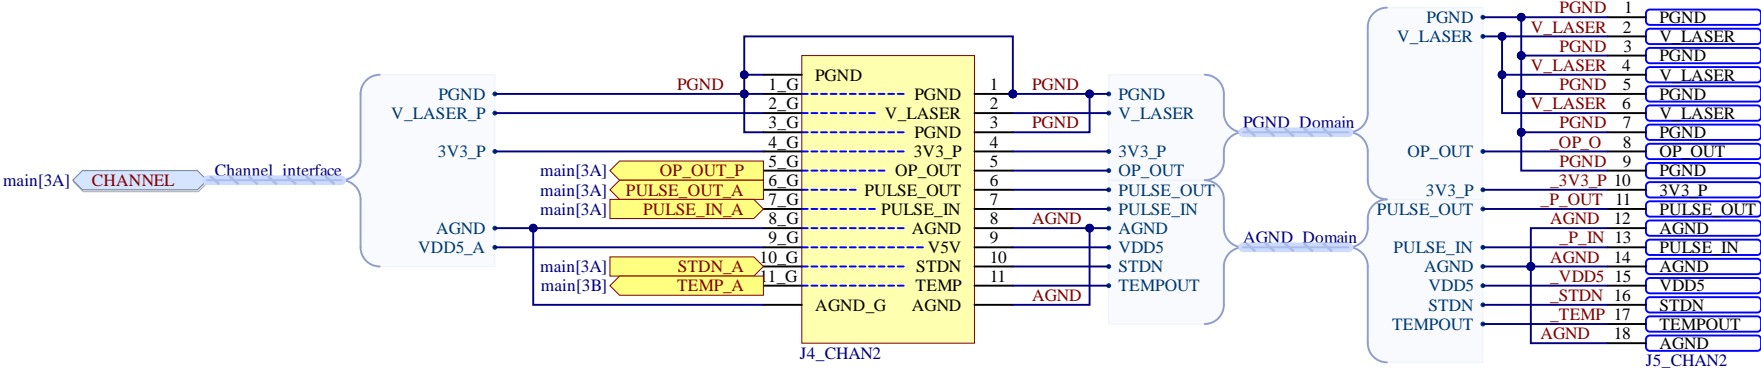 main[3A] CHANNEL
Channel_interface
PGND
V_LASER_P
3V3_P
AGND
VDD5_A
PGND
main[3A] OP_OUT_P
main[3A] PULSE_OUT_A
main[3A] PULSE_IN_A
main[3A] STDN_A
main[3B] TEMP_A
1_G
2_G
3_G
4_G
5_G
6_G
7_G
8_G
9_G
10_G
11_G
PGND
PGND
V_LASER
PGND
3V3_P
OP_OUT
PULSE_OUT
PULSE_IN
AGND
V5V
STDN
TEMP
AGND_G AGND
J4_CHAN2
1 PGND
2
3 PGND
4
5
6
7
8 AGND
9
10
11
AGND
PGND
V_LASER
3V3_P
OP_OUT
PULSE_OUT
PULSE_IN
AGND
VDD5
STDN
TEMPOUT
PGND_Domain
AGND_Domain
PGND
V_LASER
OP_OUT
3V3_P
PULSE_OUT
PULSE_IN
AGND
VDD5
STDN
TEMPOUT
PGND 1 PGND
V_LASER 2 V_LASER
PGND 3 PGND
V_LASER 4 V_LASER
PGND 5 PGND
V_LASER 6 V_LASER
PGND 7 PGND
_OP_O 8 OP_OUT
PGND 9 PGND
_3V3_P 10 3V3_P
_P_OUT 11 PULSE_OUT
AGND 12 AGND
_P_IN 13 PULSE_IN
AGND 14 AGND
_VDD5 15 VDD5
_STDN 16 STDN
_TEMP 17 TEMPOUT
AGND 18 AGND
J5_CHAN2